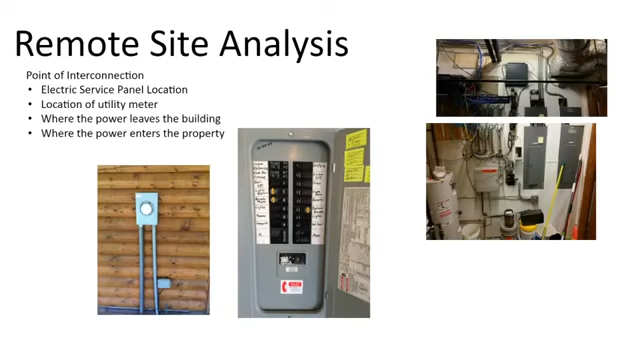 Remote Site Analysis
Point of Interconnection
• Electric Service Panel Location
• Location of utility meter
• Where the power leaves the building
• Where the power enters the property